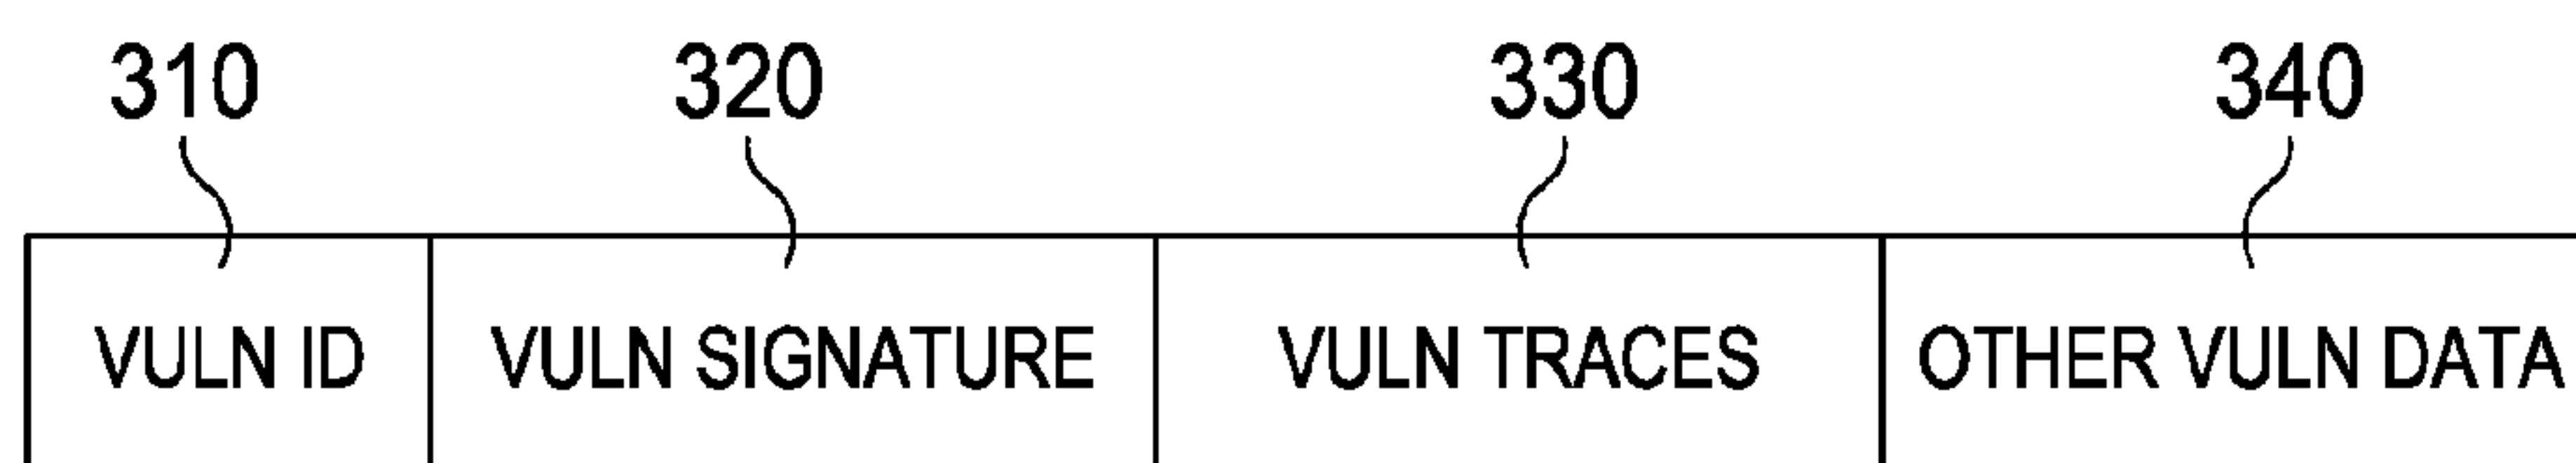 310 320 330 340
VULN ID VULN SIGNATURE VULN TRACES OTHER VULN DATA